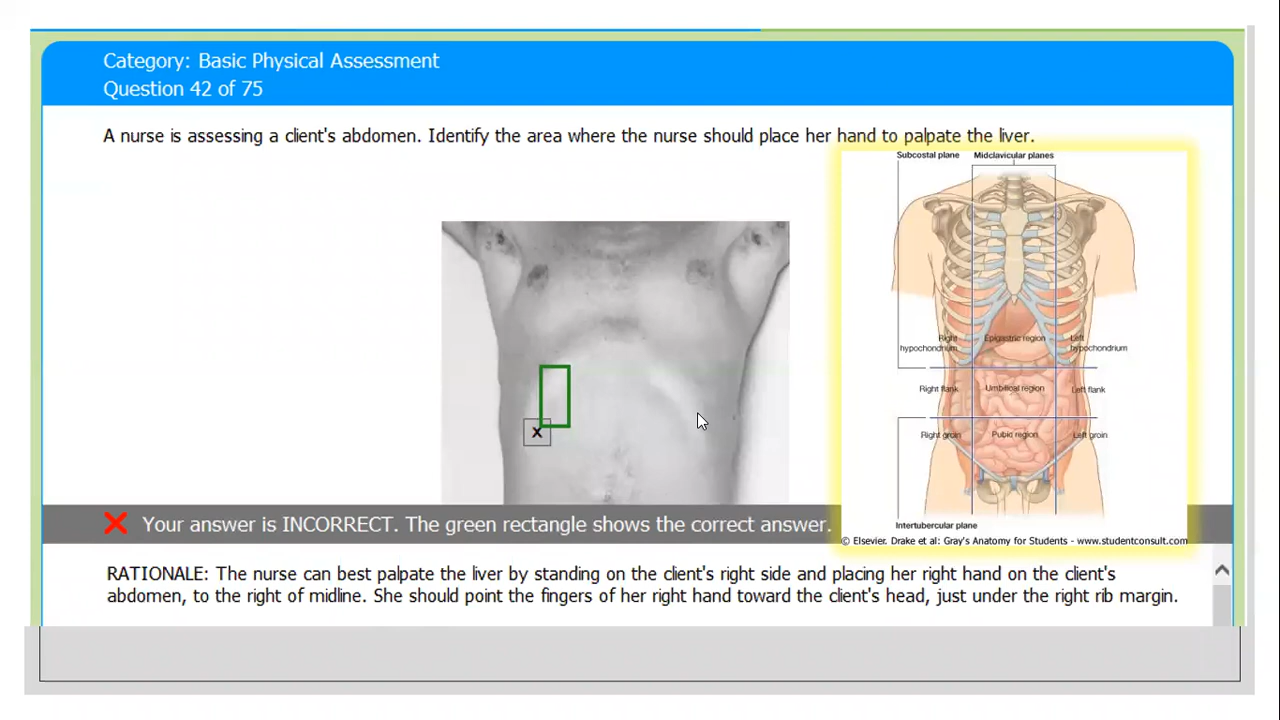 Category: Basic Physical Assessment
Question 42 of 75
A nurse is assessing a client's abdomen. Identify the area where the nurse should place her hand to palpate the liver.
Subcostal plane Midclavicular planes
Right hypochondrium Epigastric region Left hypochondrium
Right flank Umbilical region Left flank
Right groin Pubic region Left groin
Intertubercular plane
© Elsevier. Drake et al: Gray's Anatomy for Students - www.studentconsult.com
X
Your answer is INCORRECT. The green rectangle shows the correct answer.
RATIONALE: The nurse can best palpate the liver by standing on the client's right side and placing her right hand on the client's
abdomen, to the right of midline. She should point the fingers of her right hand toward the client's head, just under the right rib margin.